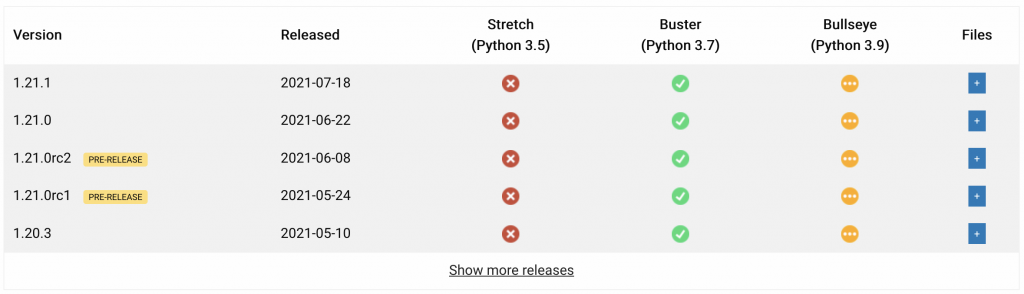 Version Released Stretch (Python 3.5) Buster (Python 3.7) Bullseye (Python 3.9) Files
1.21.1 2021-07-18 +
1.21.0 2021-06-22 +
1.21.0rc2 PRE-RELEASE 2021-06-08 +
1.21.0rc1 PRE-RELEASE 2021-05-24 +
1.20.3 2021-05-10 +
Show more releases